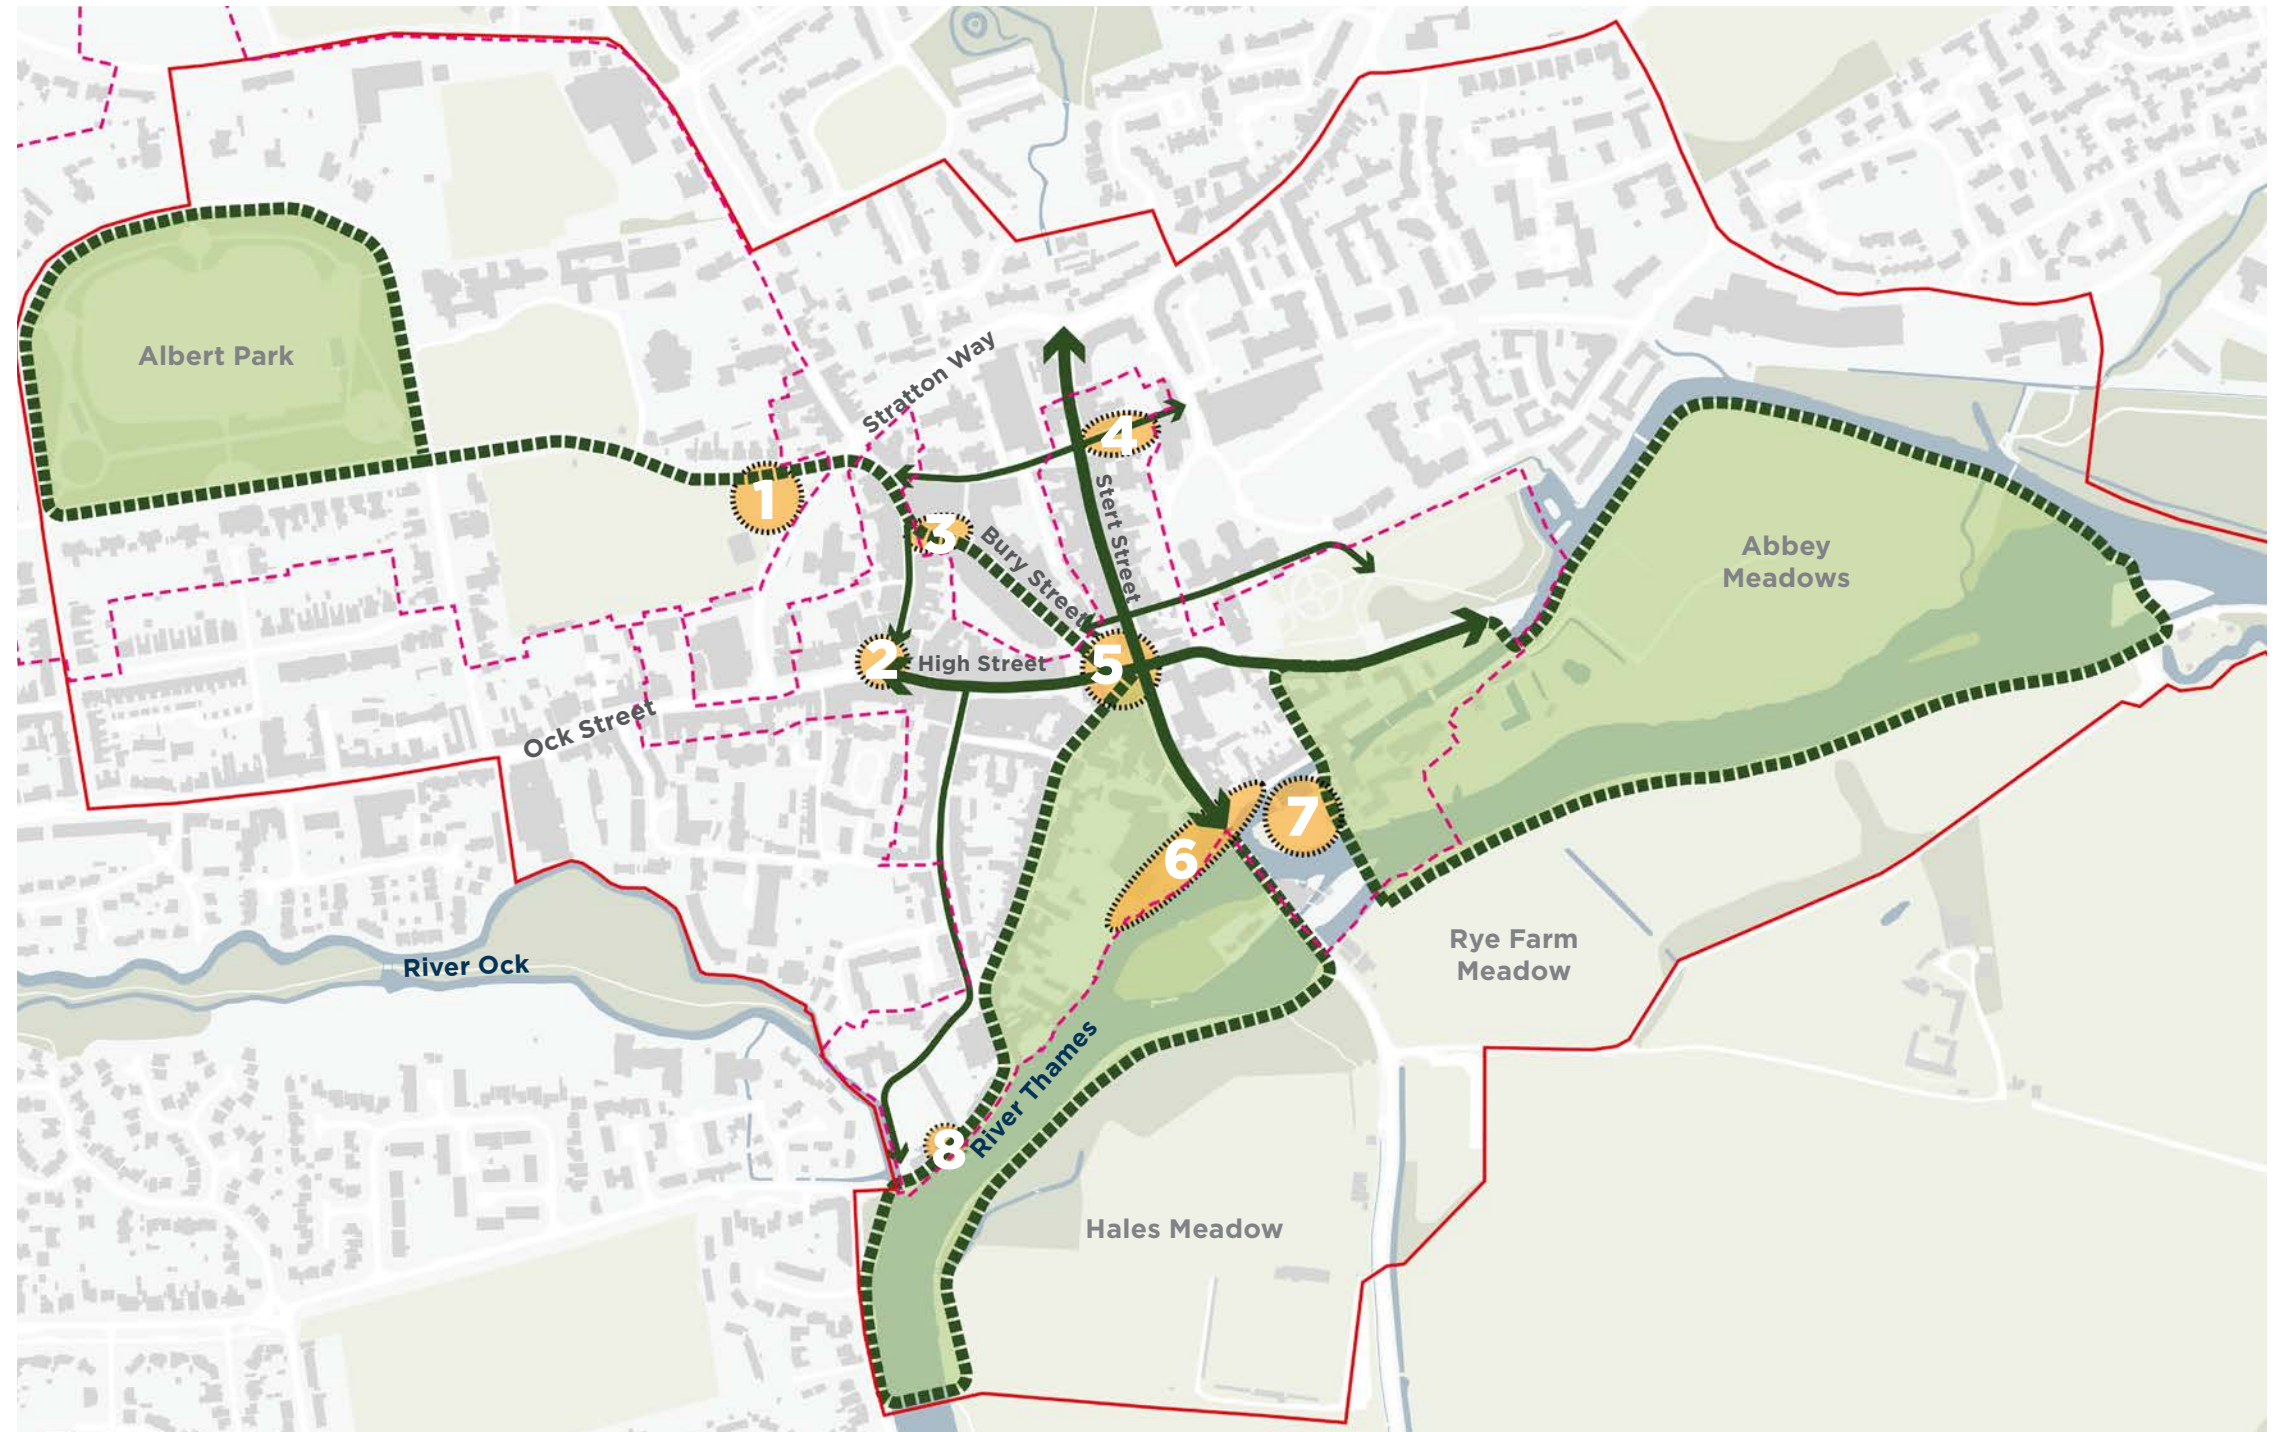 Albert Park
Stratton Way
4
1
Stert Street
3
Bury Street
Abbey
Meadows
2
High Street
5
Ock Street
7
6
River Ock
Rye Farm
Meadow
River Thames
8
Hales Meadow